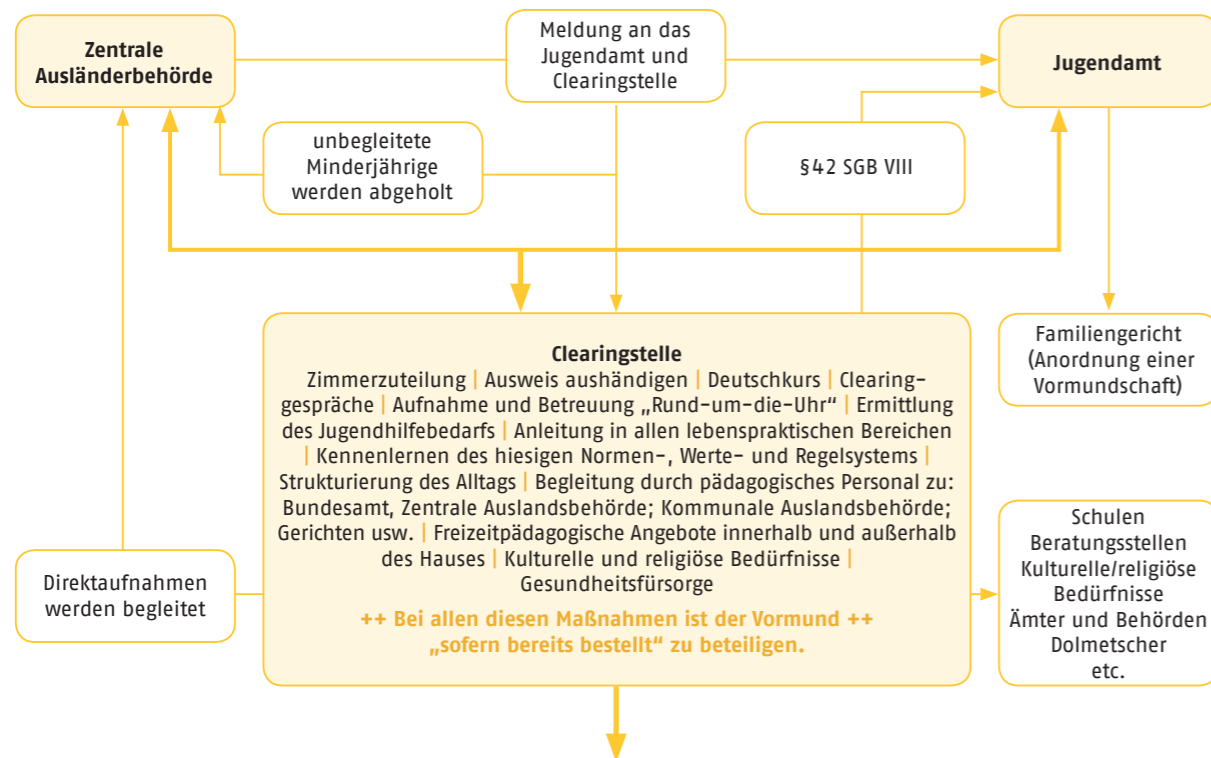 Zentrale
Ausländerbehörde
Meldung an das
Jugendamt und
Clearingstelle
Jugendamt
unbegleitete
Minderjährige
werden abgeholt
§42 SGB VIII
Clearingstelle
Zimmerzuteilung | Ausweis aushändigen | Deutschkurs | Clearing-
gespräche | Aufnahme und Betreuung „Rund-um-die-Uhr“ | Ermittlung
des Jugendhilfebedarfs | Anleitung in allen lebenspraktischen Bereichen
| Kennenlernen des hiesigen Normen-, Werte- und Regelsystems |
Strukturierung des Alltags | Begleitung durch pädagogisches Personal zu:
Bundesamt, Zentrale Auslandsbehörde; Kommunale Auslandsbehörde;
Gerichten usw. | Freizeitpädagogische Angebote innerhalb und außerhalb
des Hauses | Kulturelle und religiöse Bedürfnisse |
Gesundheitsfürsorge
++ Bei allen diesen Maßnahmen ist der Vormund ++
„sofern bereits bestellt“ zu beteiligen.
Familiengericht
(Anordnung einer
Vormundschaft)
Direktaufnahmen
werden begleitet
Schulen
Beratungsstellen
Kulturelle/religiöse
Bedürfnisse
Ämter und Behörden
Dolmetscher
etc.